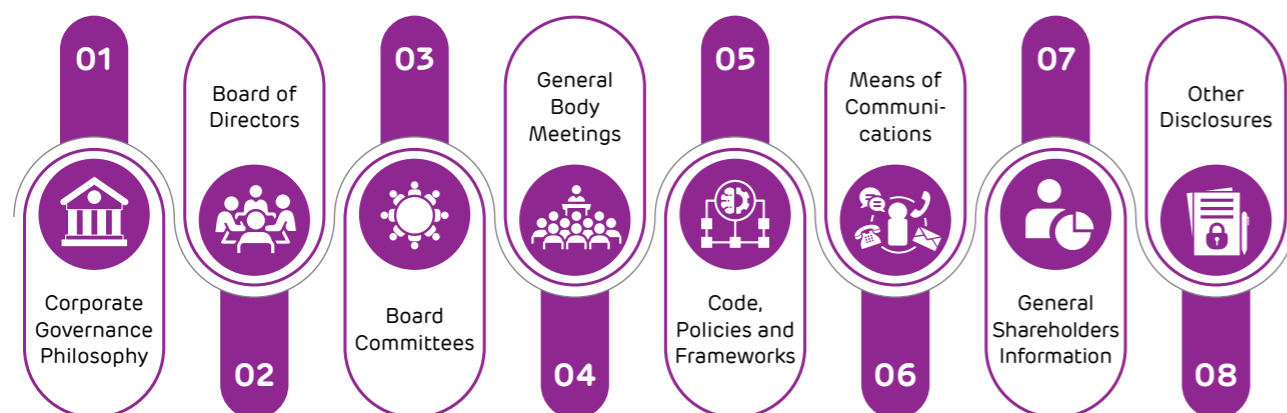 01
Corporate
Governance
Philosophy
Board of
Directors
02
03
Board
Committees
General
Body
Meetings
04
05
Code,
Policies and
Frameworks
Means of
Communi-
cations
06
07
General
Shareholders
Information
Other
Disclosures
08